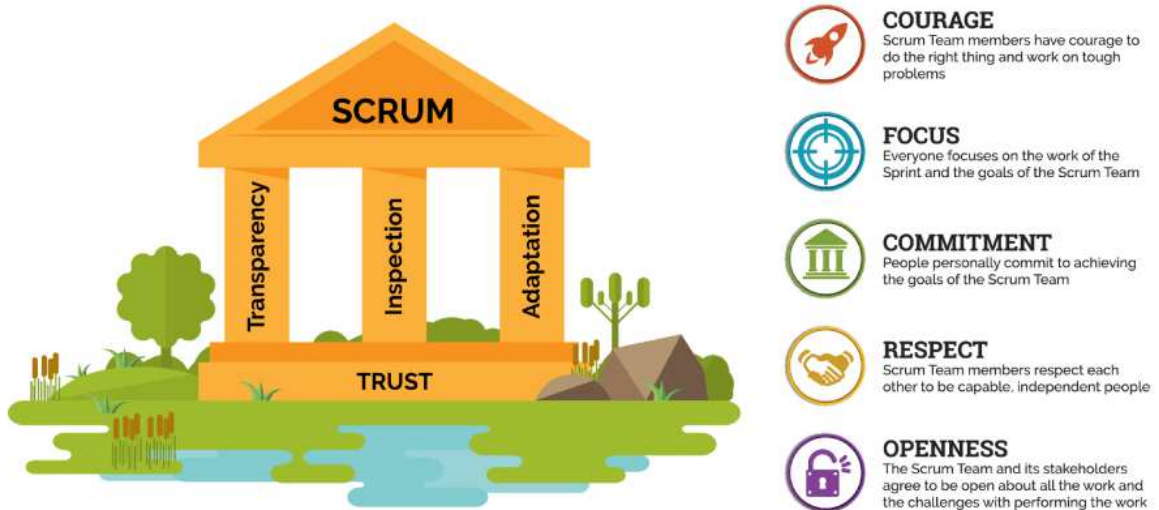 SCRUM
Transparency
Inspection
Adaptation
TRUST
COURAGE
Scrum Team members have courage to
do the right thing and work on tough
problems
FOCUS
Everyone focuses on the work of the
Sprint and the goals of the Scrum Team
COMMITMENT
People personally commit to achieving
the goals of the Scrum Team
RESPECT
Scrum Team members respect each
other to be capable, independent people
OPENNESS
The Scrum Team and its stakeholders
agree to be open about all the work and
the challenges with performing the work